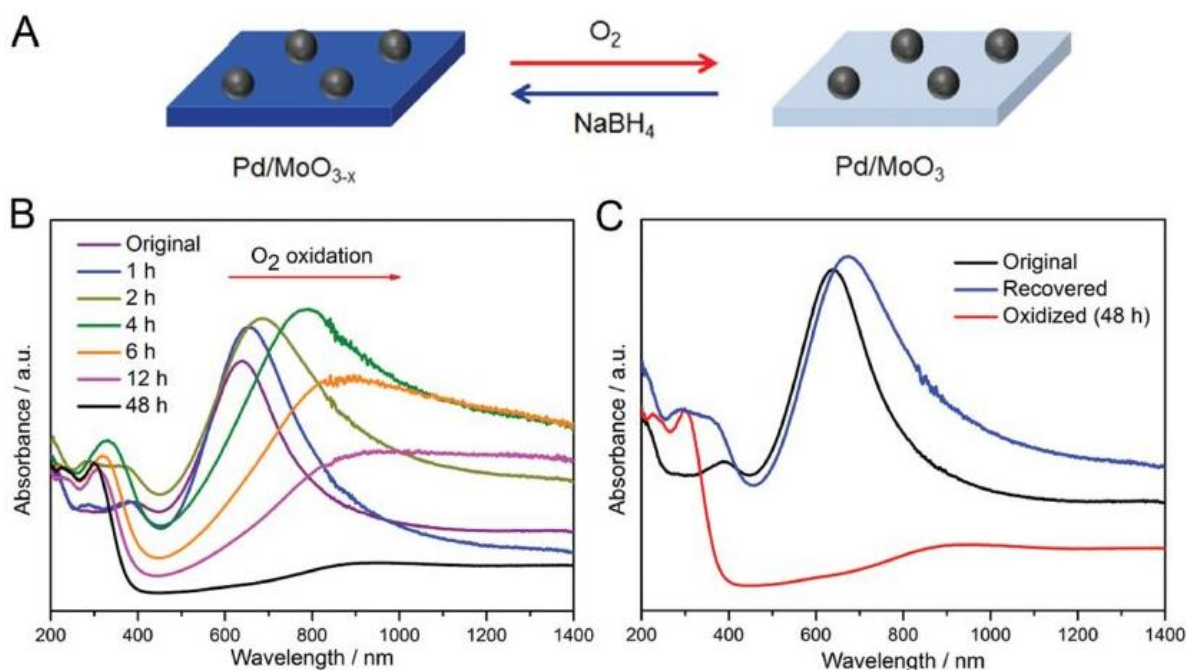 A
O₂
NaBH₄
Pd/MoO₃₋ₓ
Pd/MoO₃
B
Original
1 h
2 h
4 h
6 h
12 h
48 h
O₂ oxidation
Absorbance / a.u.
200 400 600 800 1000 1200 1400
Wavelength / nm
C
Original
Recovered
Oxidized (48 h)
Absorbance / a.u.
200 400 600 800 1000 1200 1400
Wavelength / nm